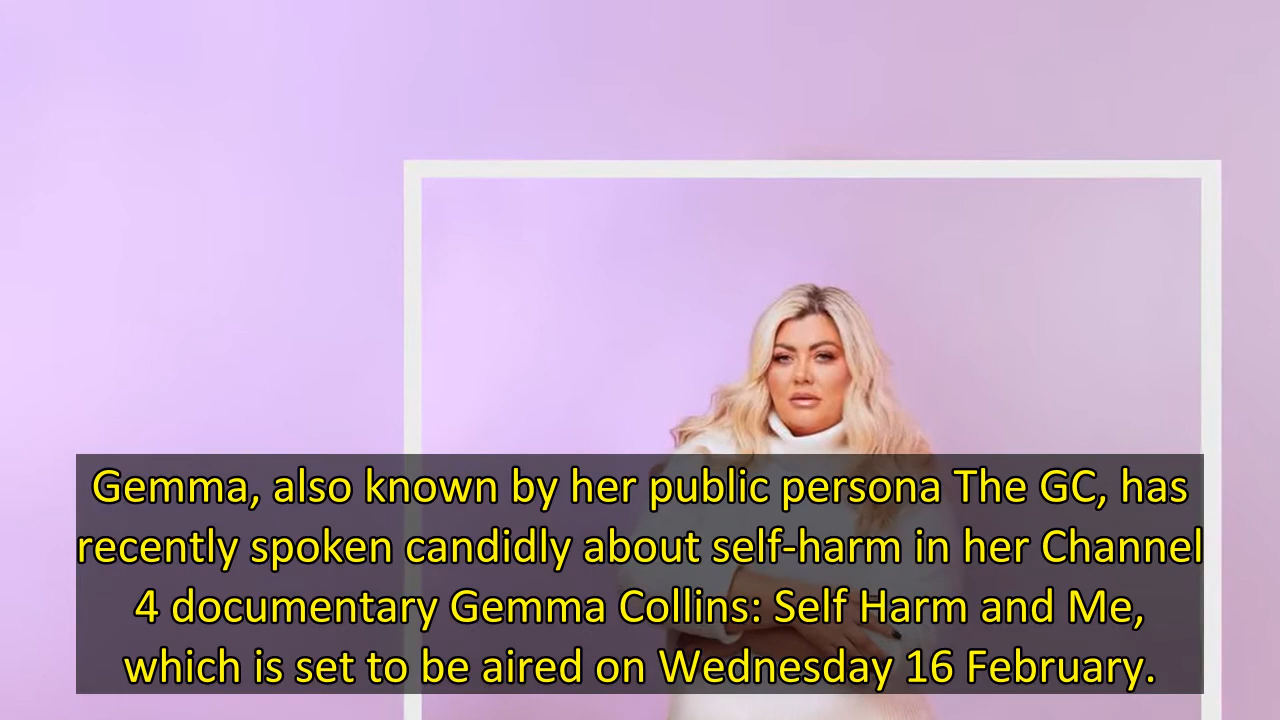 Gemma, also known by her public persona The GC, has
recently spoken candidly about self-harm in her Channel
4 documentary Gemma Collins: Self Harm and Me,
which is set to be aired on Wednesday 16 February.